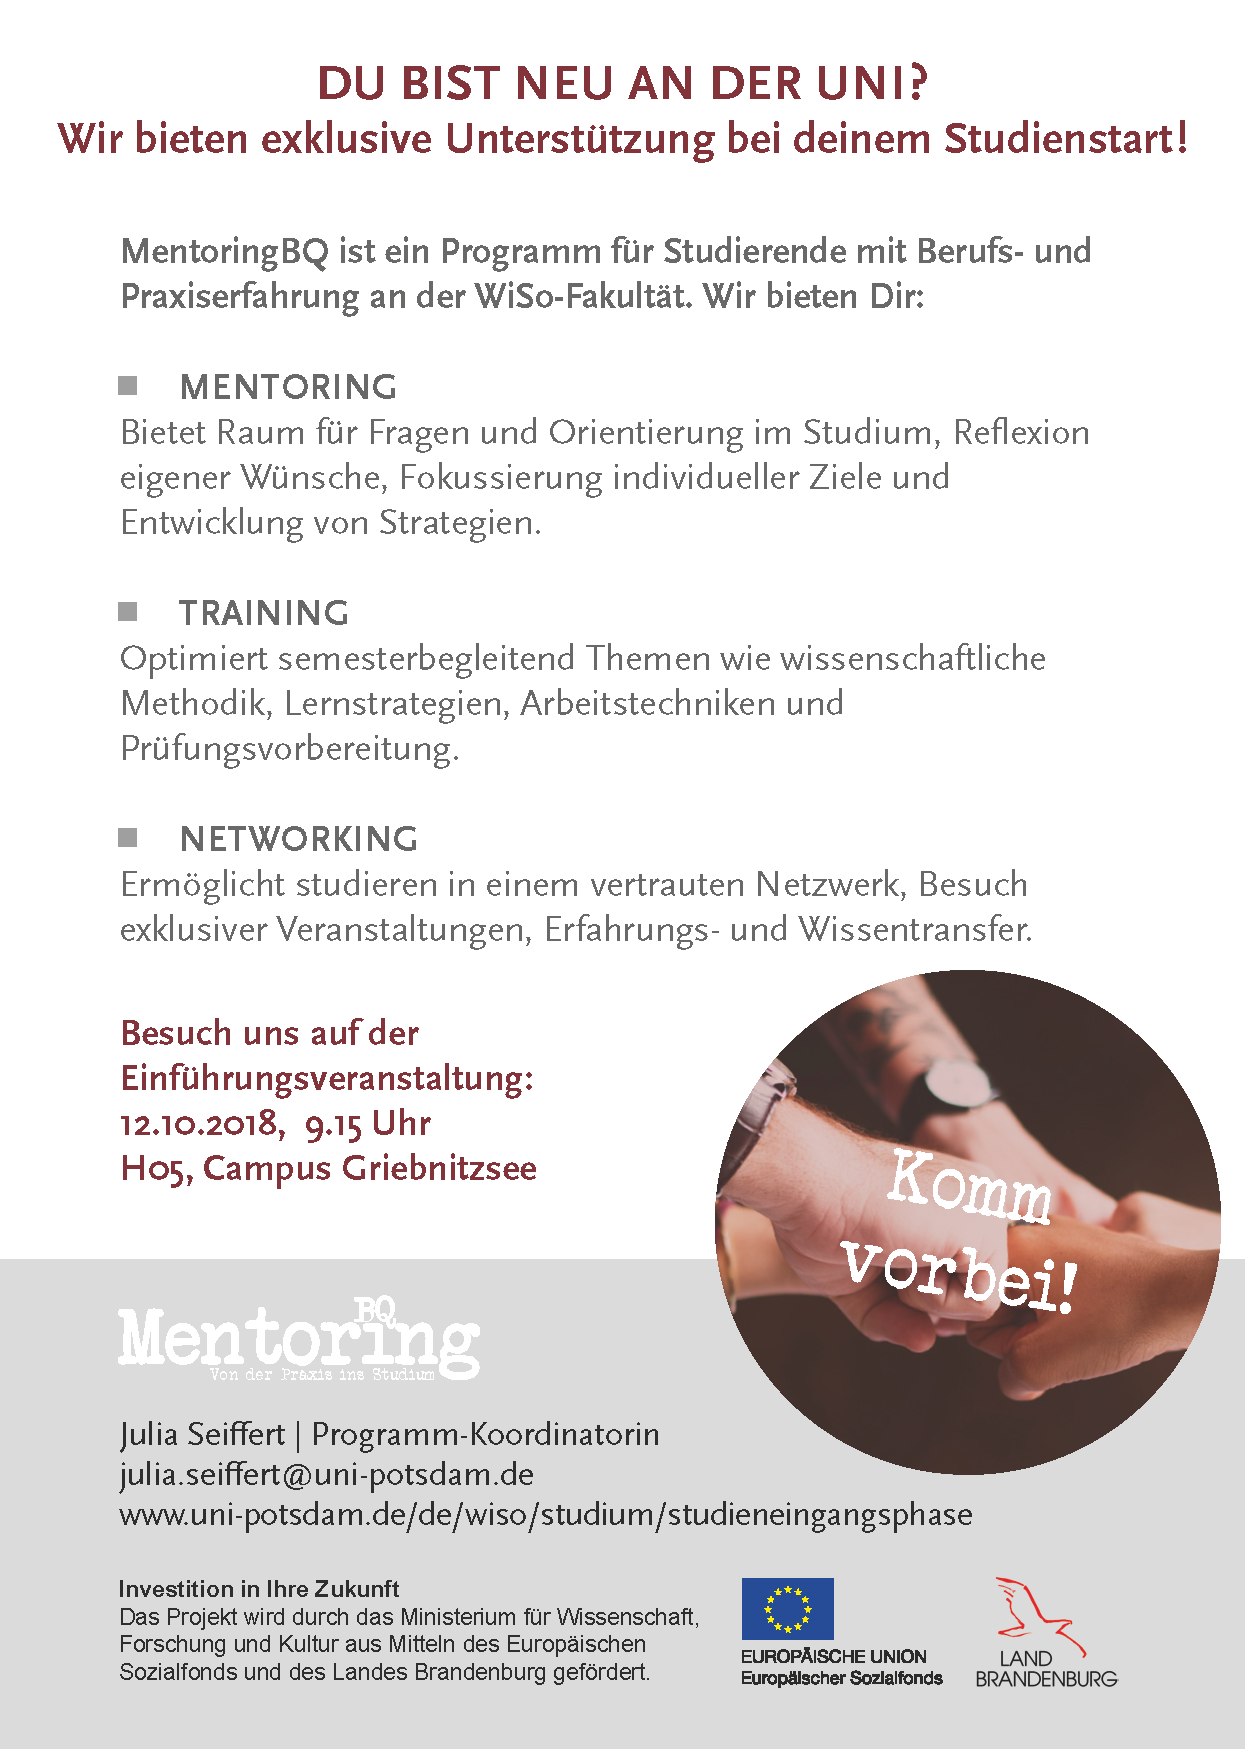 DU BIST NEU AN DER UNI?
Wir bieten exklusive Unterstützung bei deinem Studienstart!
MentoringBQ ist ein Programm für Studierende mit Berufs- und
Praxiserfahrung an der WiSo-Fakultät. Wir bieten Dir:
■ MENTORING
Bietet Raum für Fragen und Orientierung im Studium, Reflexion
eigener Wünsche, Fokussierung individueller Ziele und
Entwicklung von Strategien.
■ TRAINING
Optimiert semesterbegleitend Themen wie wissenschaftliche
Methodik, Lernstrategien, Arbeitstechniken und
Prüfungsvorbereitung.
■ NETWORKING
Ermöglicht studieren in einem vertrauten Netzwerk, Besuch
exklusiver Veranstaltungen, Erfahrungs- und Wissentransfer.
Besuch uns auf der
Einführungsveranstaltung:
12.10.2018, 9.15 Uhr
H05, Campus Griebnitzsee
Komm
vorbei!
BQ
Mentoring
Von der Praxis ins Studium
Julia Seiffert | Programm-Koordinatorin
julia.seiffert@uni-potsdam.de
www.uni-potsdam.de/de/wiso/studium/studieneingangsphase
Investition in Ihre Zukunft
Das Projekt wird durch das Ministerium für Wissenschaft,
Forschung und Kultur aus Mitteln des Europäischen
Sozialfonds und des Landes Brandenburg gefördert.
EUROPÄISCHE UNION
Europäischer Sozialfonds
LAND
BRANDENBURG